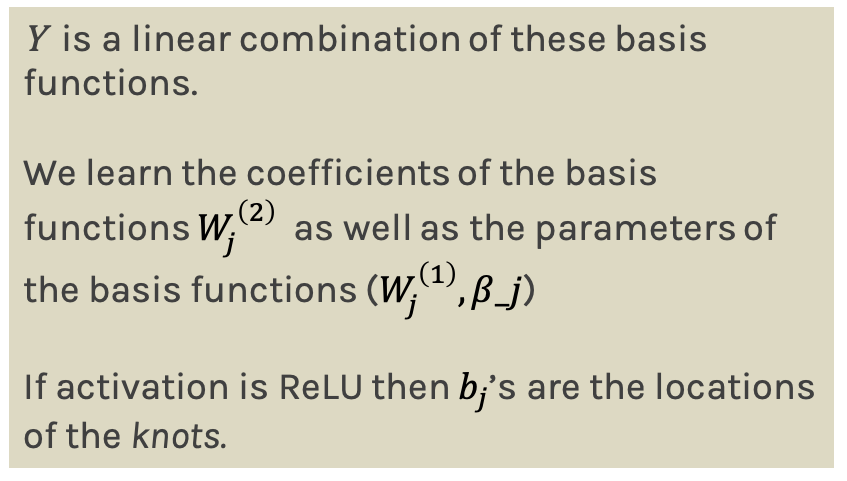 Y is a linear combination of these basis
functions.
We learn the coefficients of the basis
functions W_j^{(2)} as well as the parameters of
the basis functions (W_j^{(1)}, β_j)
If activation is ReLU then b_j's are the locations
of the knots.